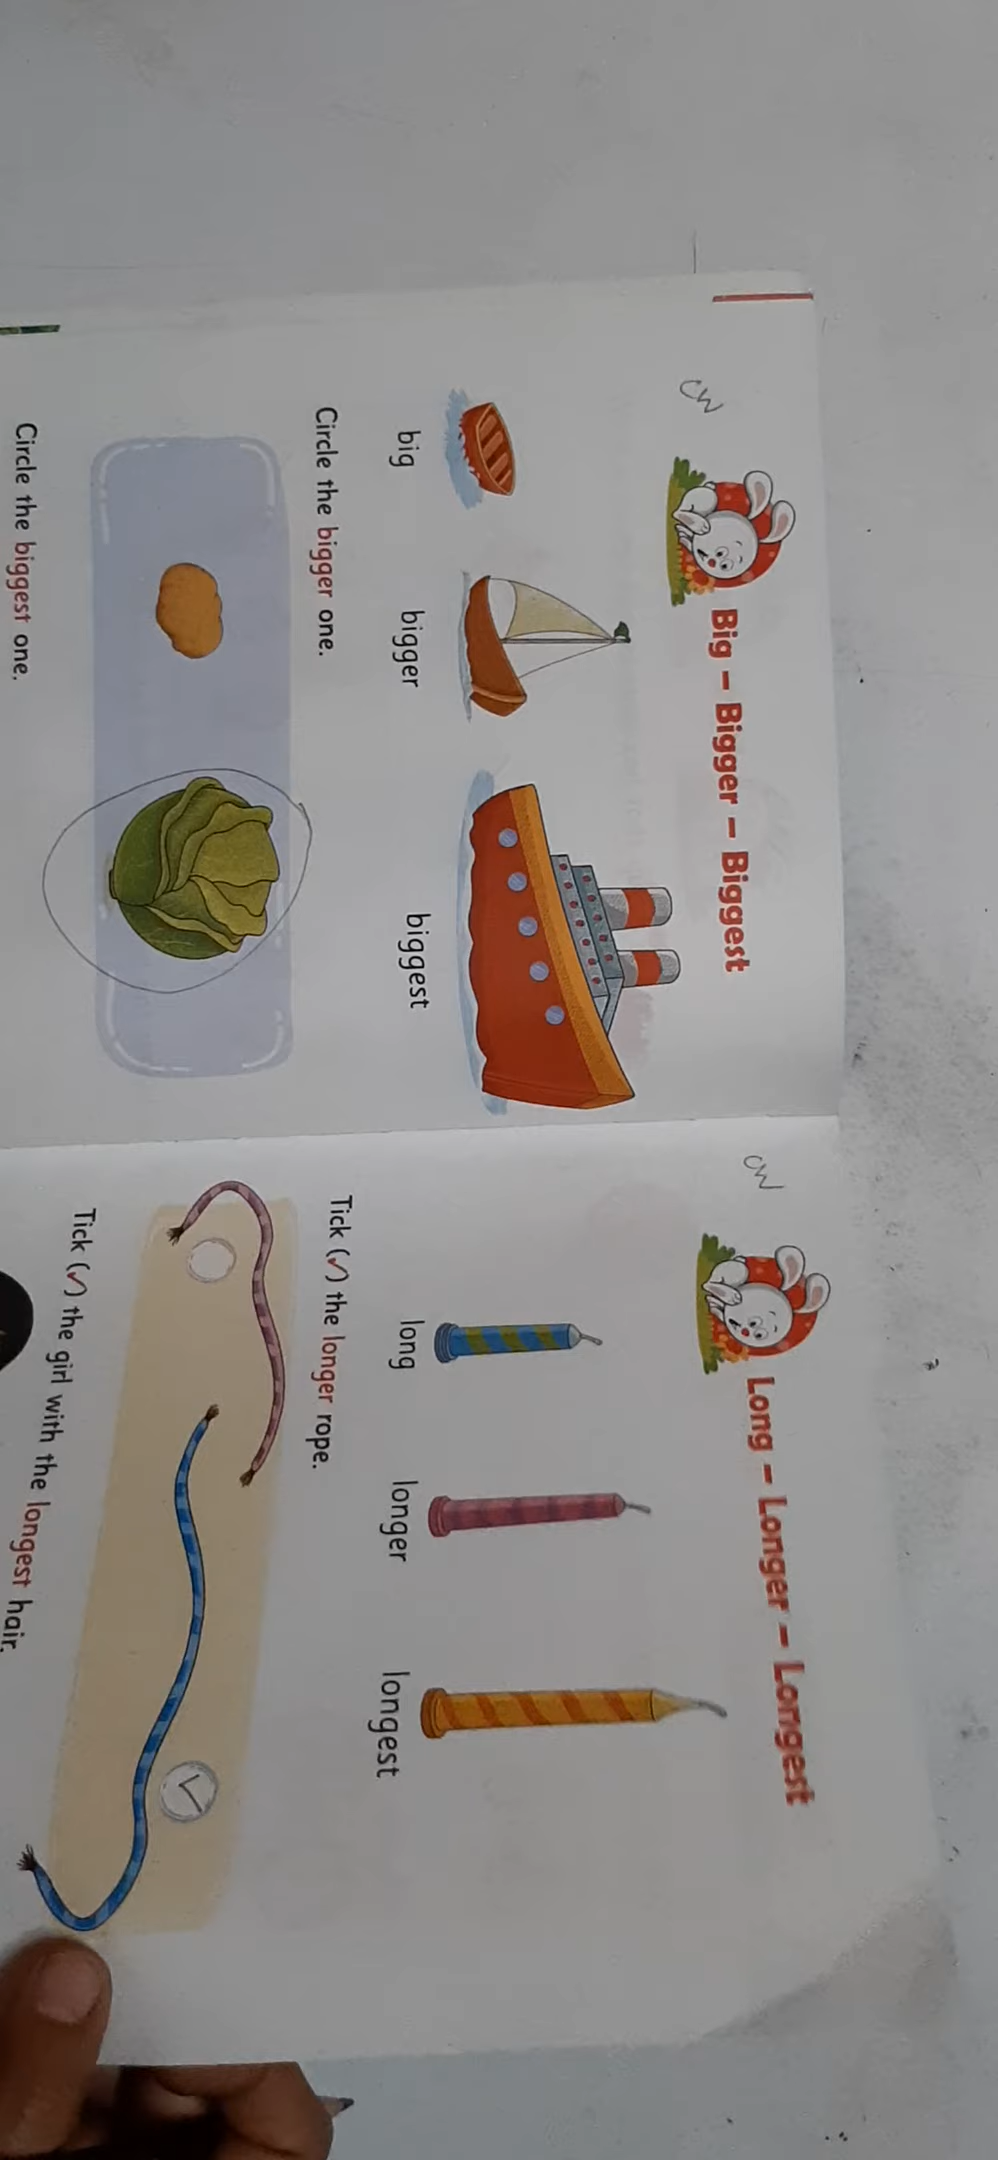 CW
Big – Bigger – Biggest
big bigger biggest
Circle the bigger one.
Circle the biggest one.
CW
Long – Longer – Longest
long longer longest
Tick (✓) the longer rope.
Tick (✓) the girl with the longest hair.